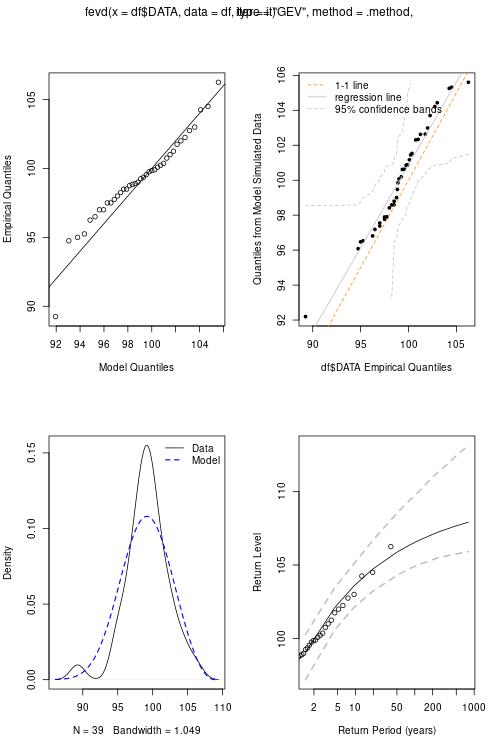 fevd(x = df$DATA, data = df, type = "GEV", method = .method,
105
100
95
90
Empirical Quantiles
92 94 96 98 100 104
Model Quantiles
1-1 line
regression line
95% confidence bands
106
104
102
100
98
96
94
92
Quantiles from Model Simulated Data
90 95 100 105
df$DATA Empirical Quantiles
Data
Model
0.15
0.10
0.05
0.00
Density
90 95 100 105 110
N = 39 Bandwidth = 1.049
110
105
100
Return Level
2 5 10 50 200 1000
Return Period (years)